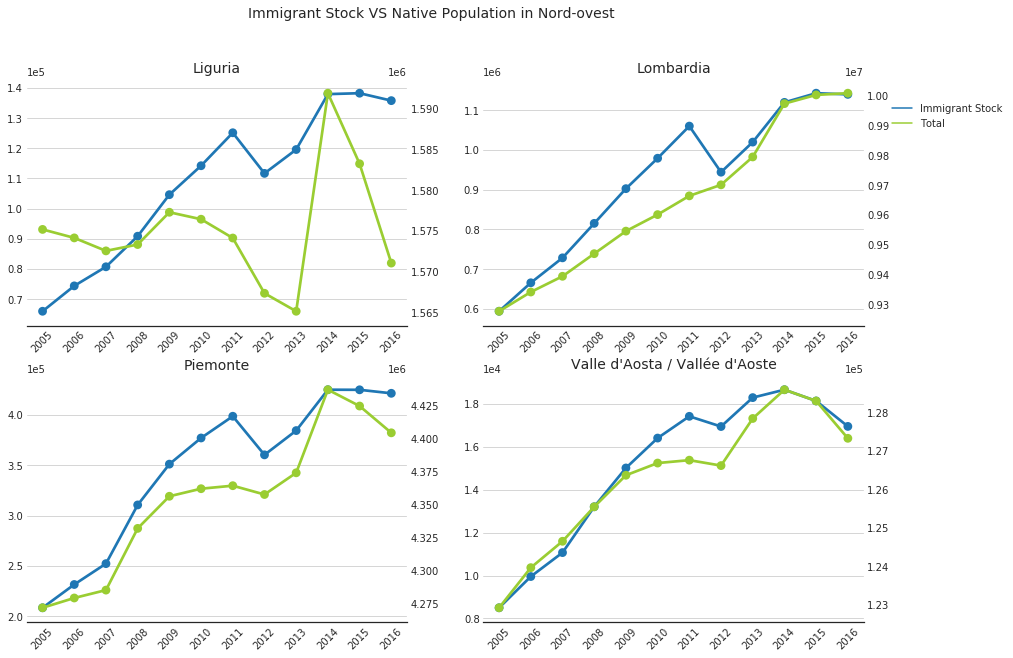 Immigrant Stock VS Native Population in Nord-ovest
Liguria
1e5
1e6
1.4
1.3
1.2
1.1
1.0
0.9
0.8
0.7
1.590
1.585
1.580
1.575
1.570
1.565
2005 2006 2007 2008 2009 2010 2011 2012 2013 2014 2015 2016
Lombardia
1e6
1e7
1.1
1.0
0.9
0.8
0.7
0.6
1.00
0.99
0.98
0.97
0.96
0.95
0.94
0.93
2005 2006 2007 2008 2009 2010 2011 2012 2013 2014 2015 2016
Immigrant Stock
Total
Piemonte
1e5
1e6
4.0
3.5
3.0
2.5
2.0
4.425
4.400
4.375
4.350
4.325
4.300
4.275
2005 2006 2007 2008 2009 2010 2011 2012 2013 2014 2015 2016
Valle d'Aosta / Vallée d'Aoste
1e4
1e5
1.8
1.6
1.4
1.2
1.0
0.8
1.28
1.27
1.26
1.25
1.24
1.23
2005 2006 2007 2008 2009 2010 2011 2012 2013 2014 2015 2016